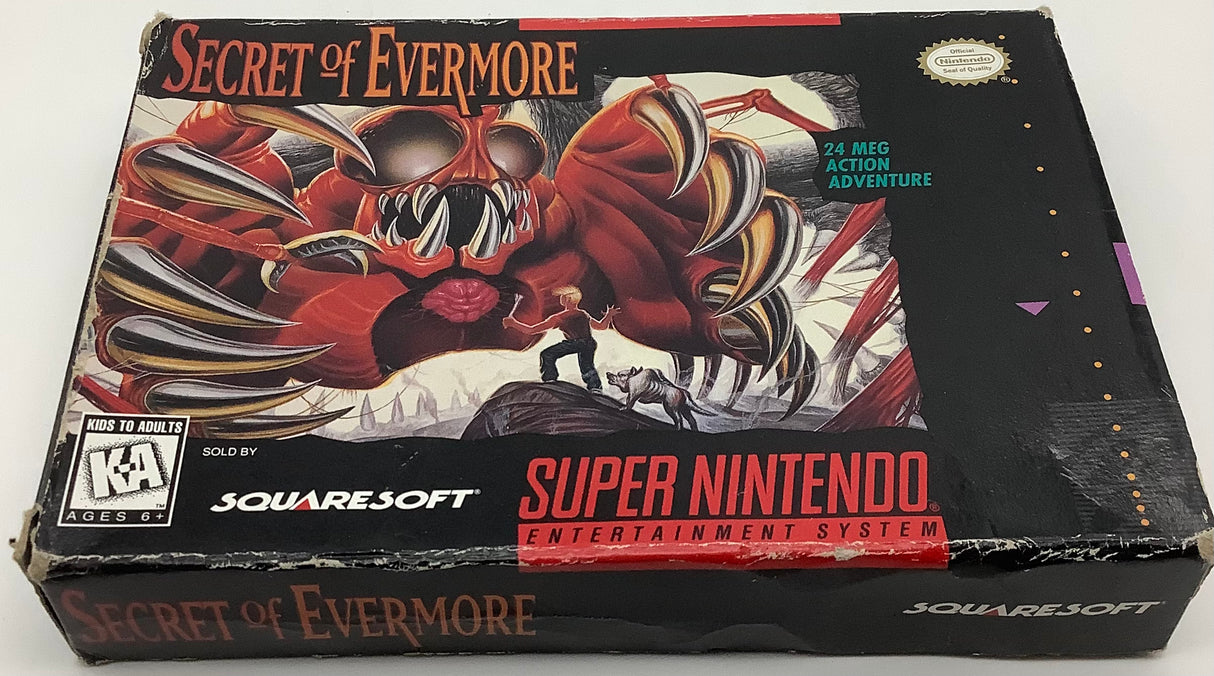 SECRET of EVERMORE
Official
Nintendo
Seal of Quality
®
24 MEG
ACTION
ADVENTURE
KIDS TO ADULTS
K-A
TM
AGES 6+
SOLD BY
SQUARESOFT®
SUPER NINTENDO®
ENTERTAINMENT SYSTEM
SECRET of EVERMORE
SQUARESOFT®